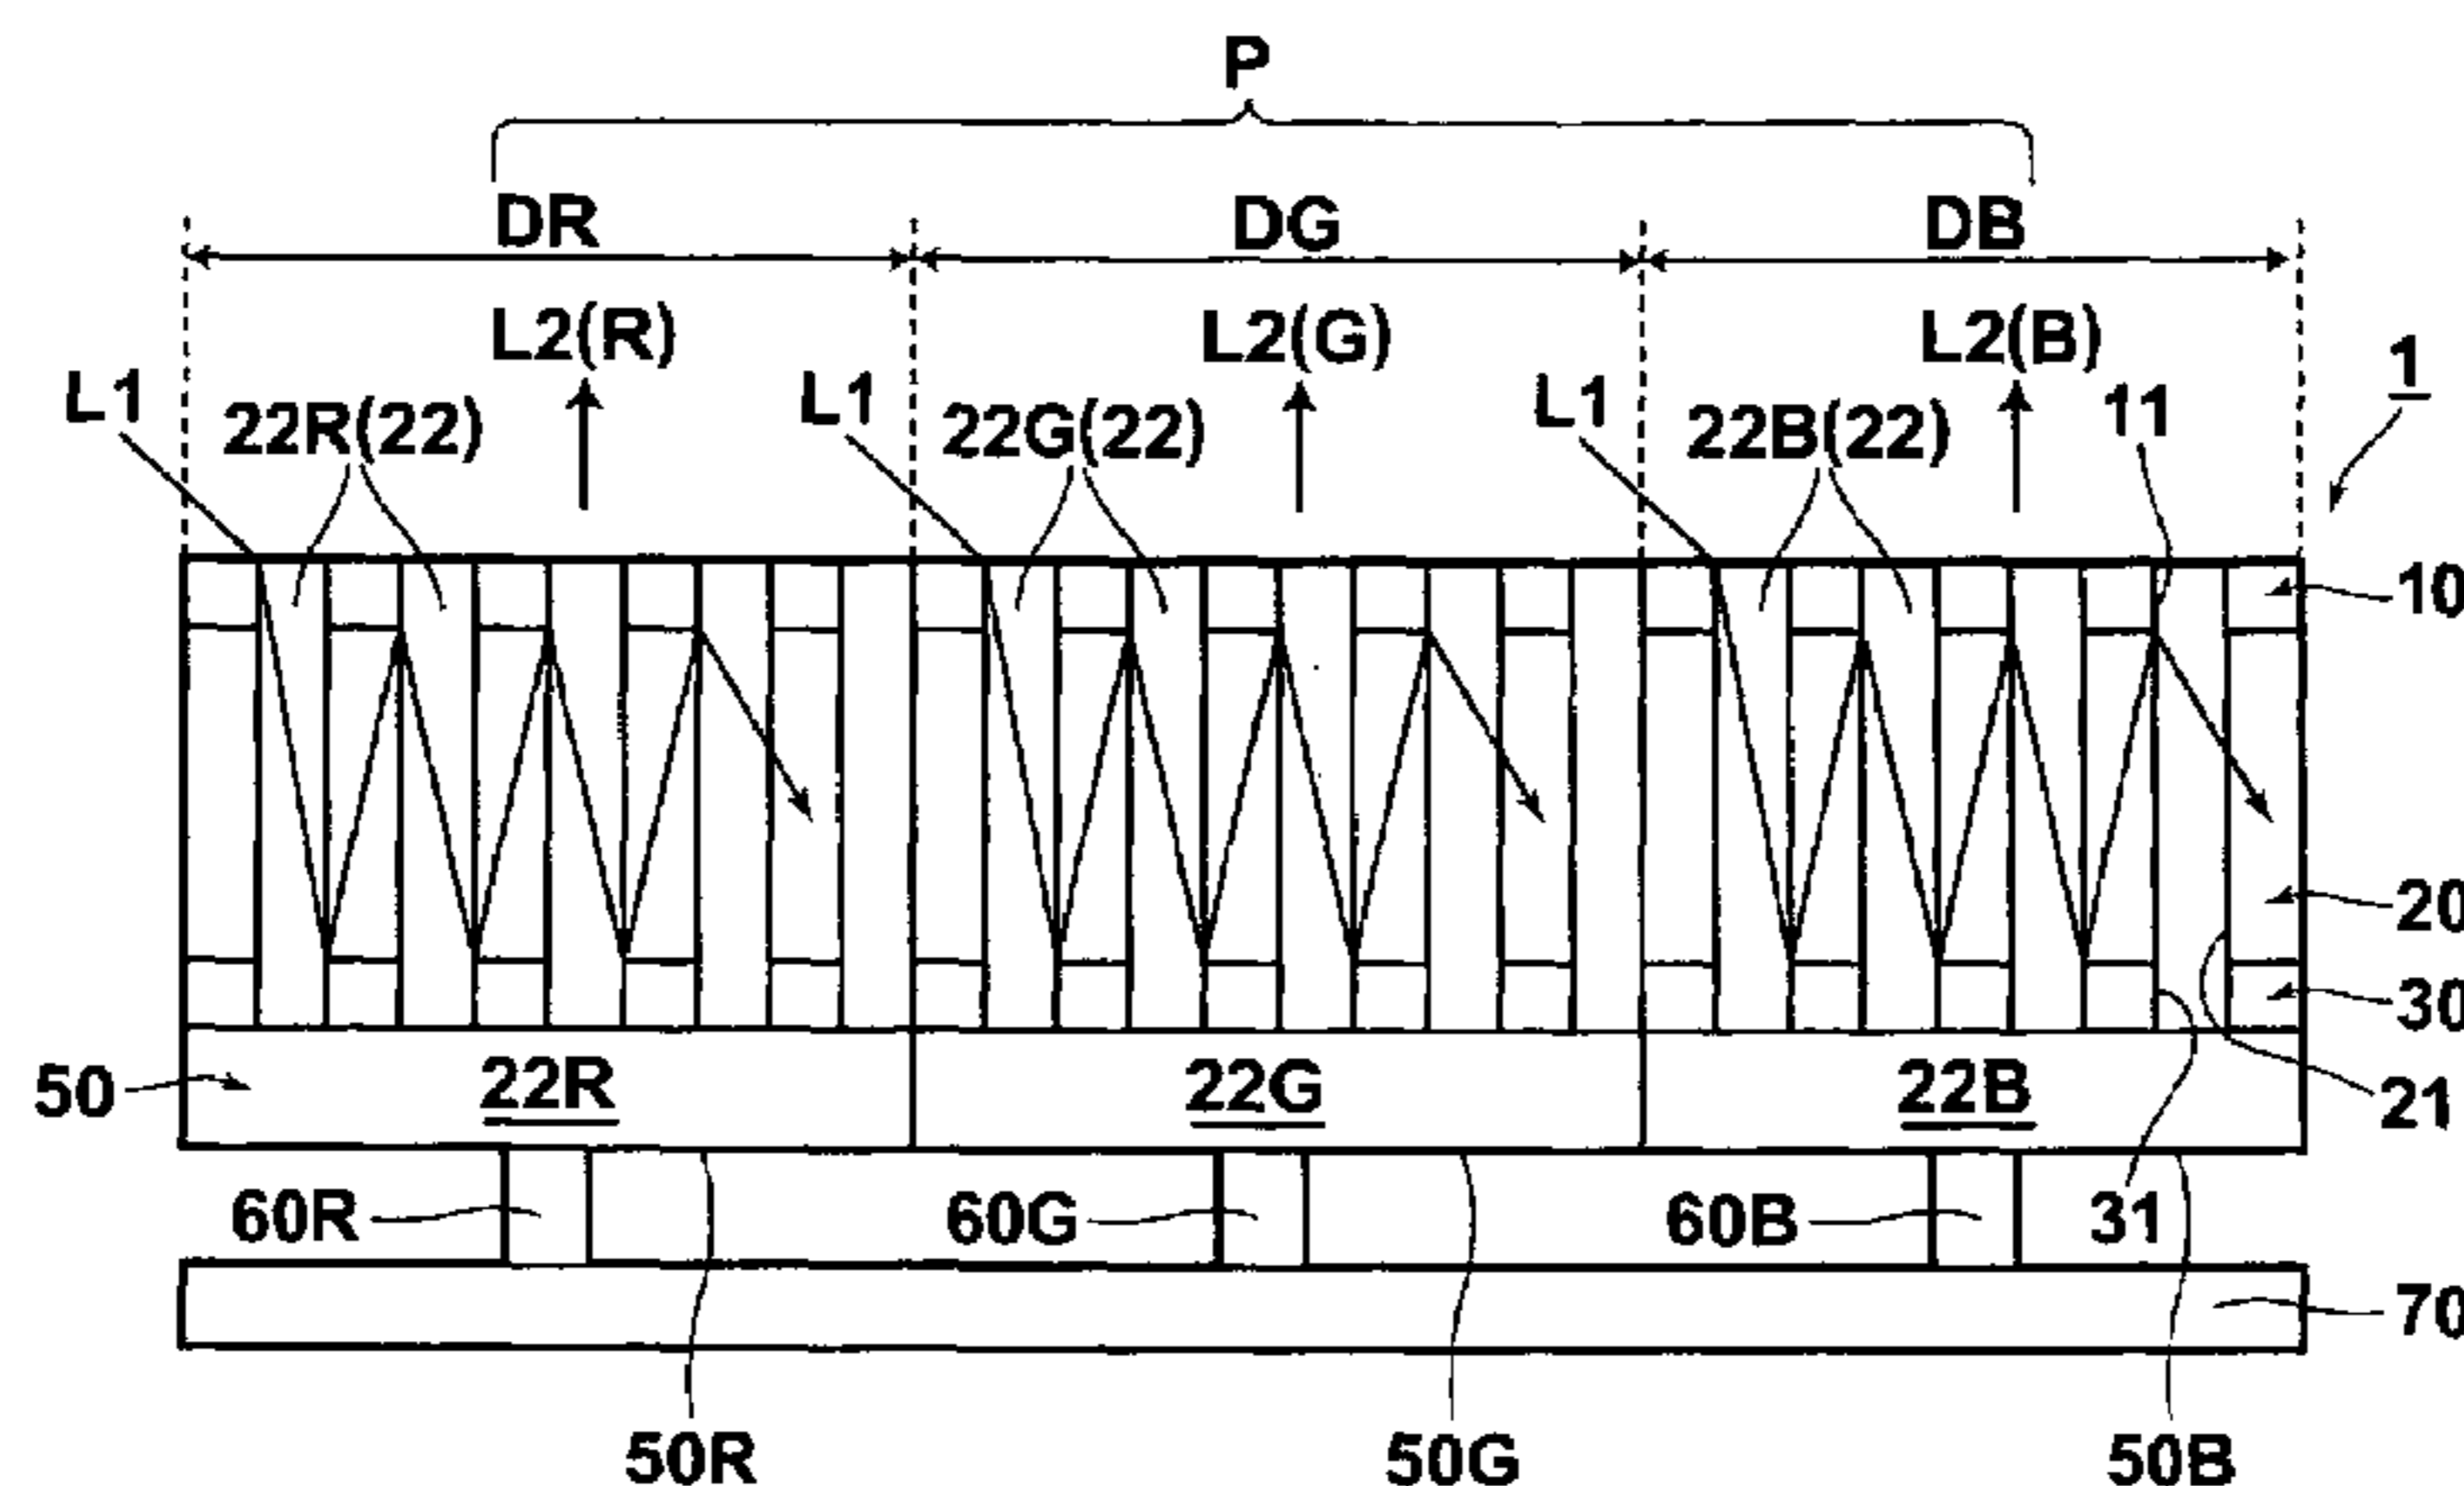 P
DR DG DB
L2(R) L2(G) L2(B)
1
L1 22R(22) L1 22G(22) L1 22B(22) 11
10
20
30
50 22R 22G 22B 21
60R 60G 60B 31
70
50R 50G 50B